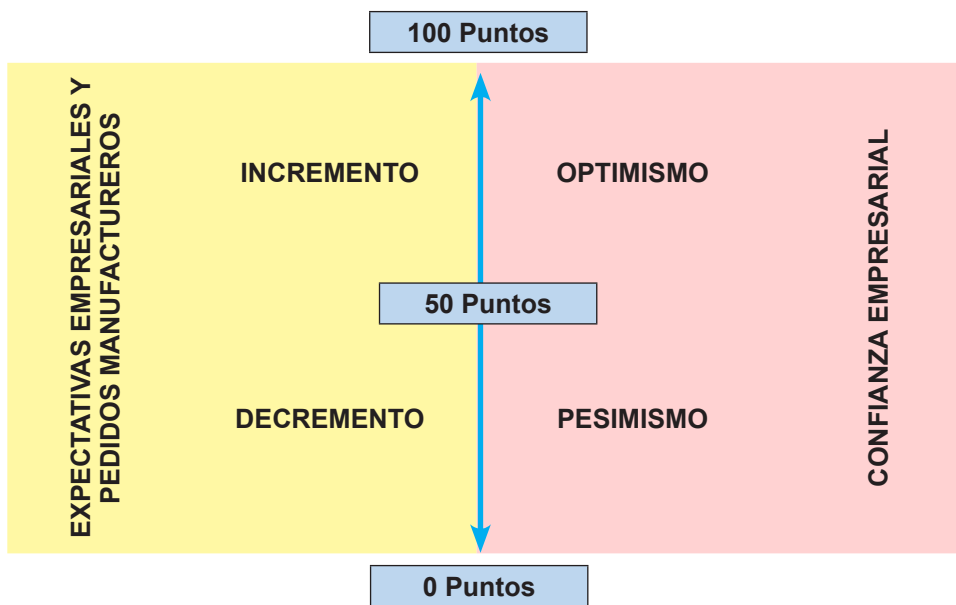 100 Puntos
EXPECTATIVAS EMPRESARIALES Y
PEDIDOS MANUFACTUREROS
INCREMENTO
OPTIMISMO
50 Puntos
DECREMENTO
PESIMISMO
CONFIANZA EMPRESARIAL
0 Puntos